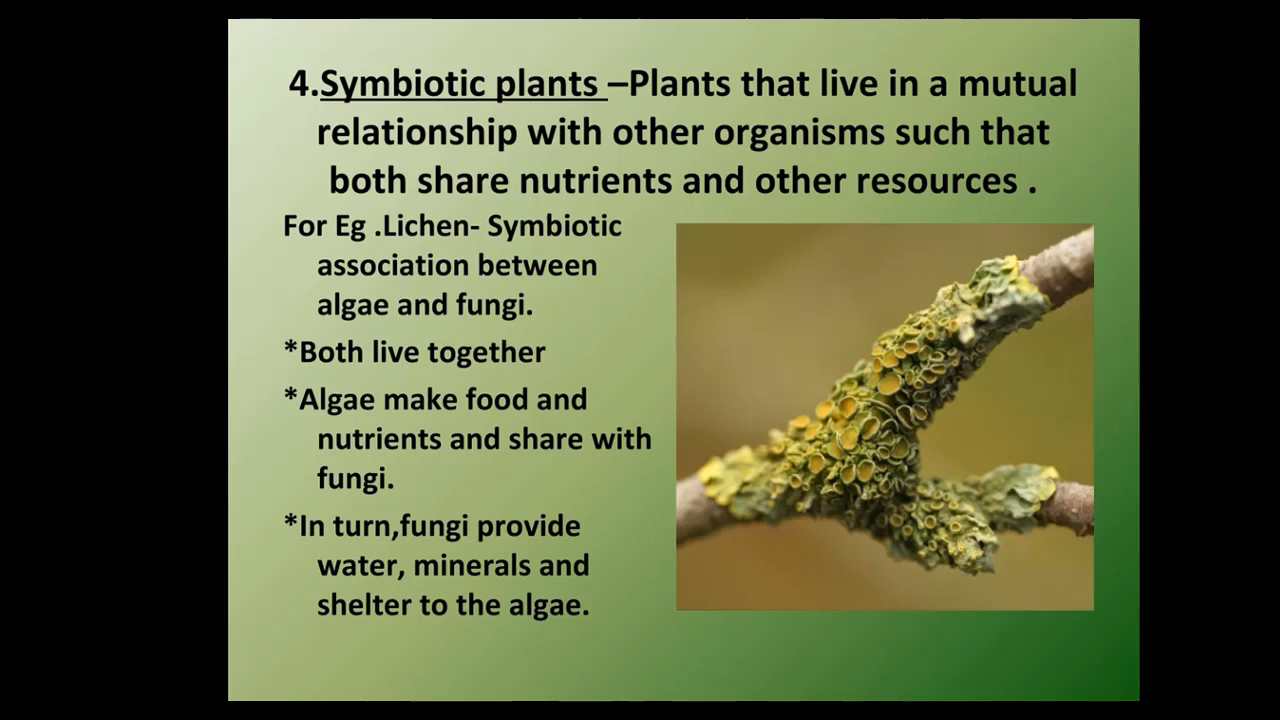 4.Symbiotic plants –Plants that live in a mutual
relationship with other organisms such that
both share nutrients and other resources .
For Eg .Lichen- Symbiotic
association between
algae and fungi.
*Both live together
*Algae make food and
nutrients and share with
fungi.
*In turn,fungi provide
water, minerals and
shelter to the algae.